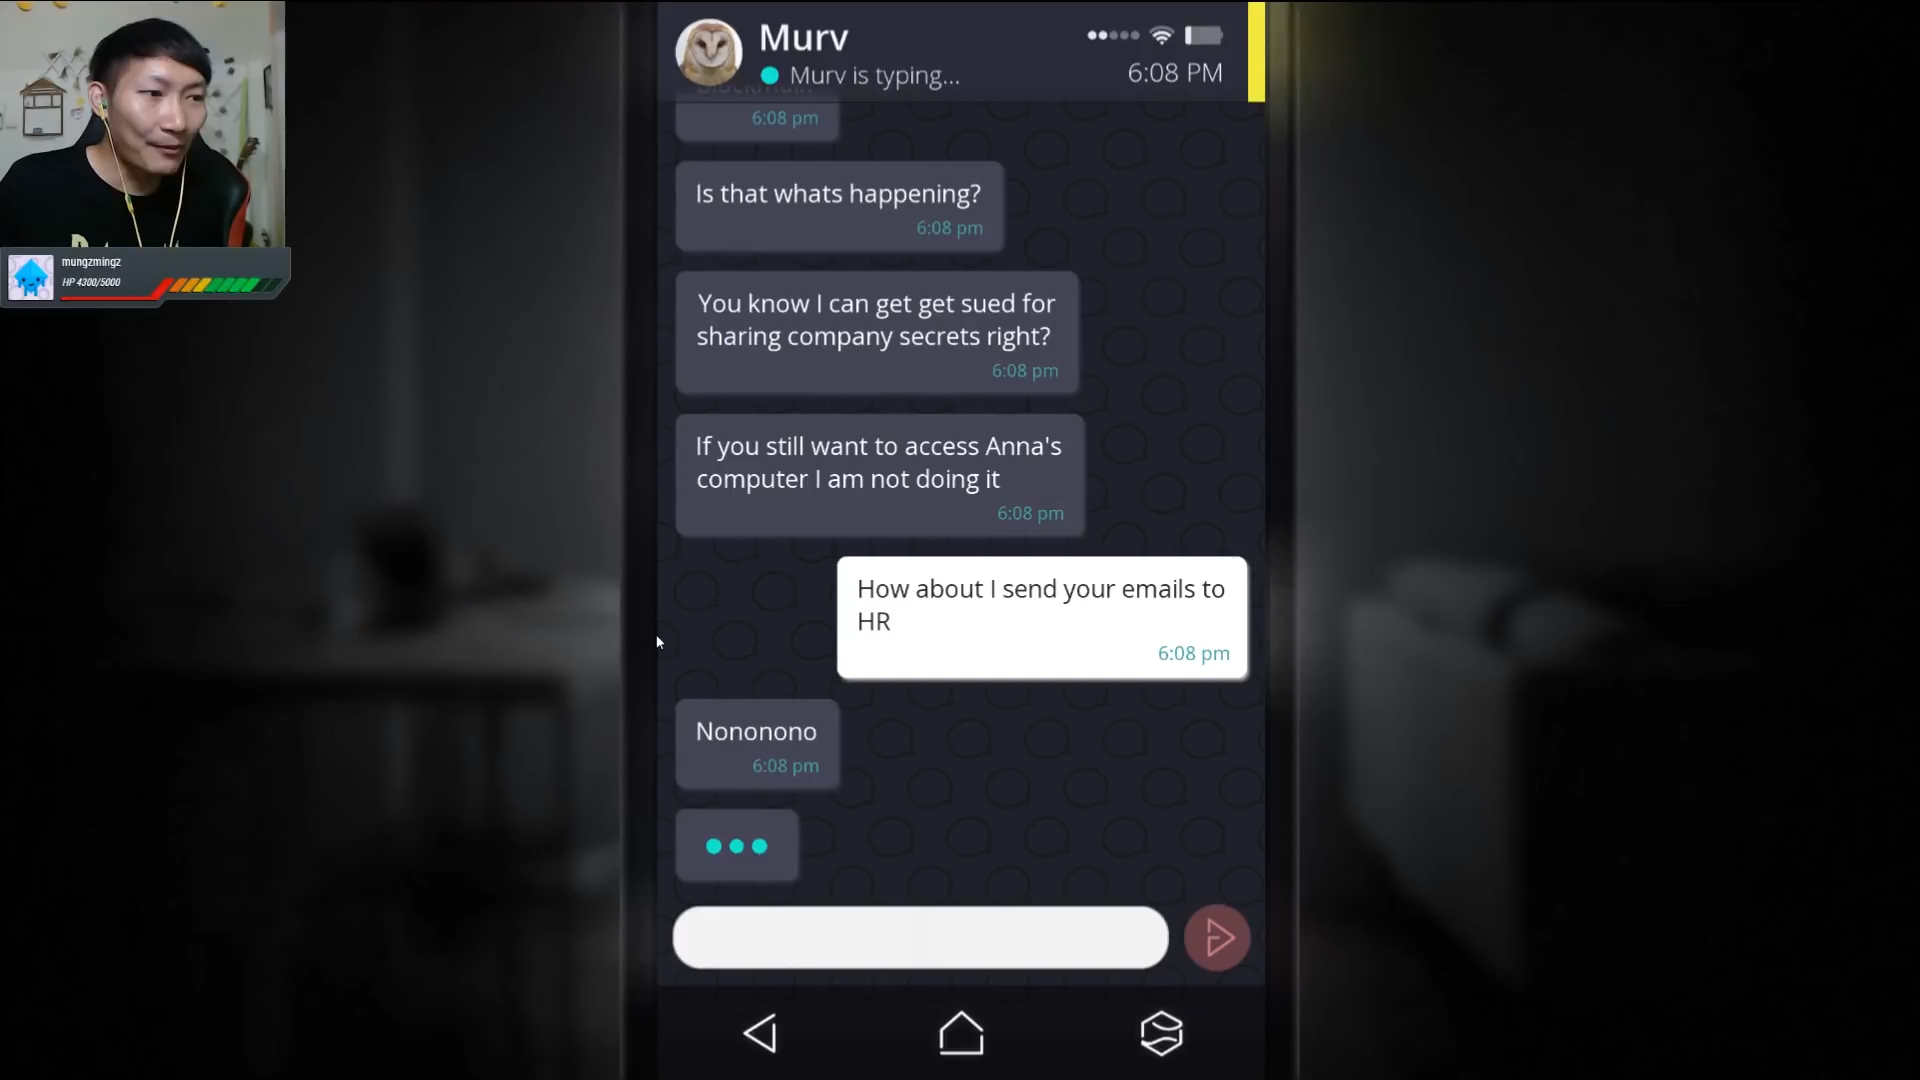 Murv
Murv is typing...
6:08 PM
6:08 pm
Is that whats happening?
6:08 pm
You know I can get get sued for
sharing company secrets right?
6:08 pm
If you still want to access Anna's
computer I am not doing it
6:08 pm
How about I send your emails to
HR
6:08 pm
Nononono
6:08 pm
mungzmingz
HP 4300/5000